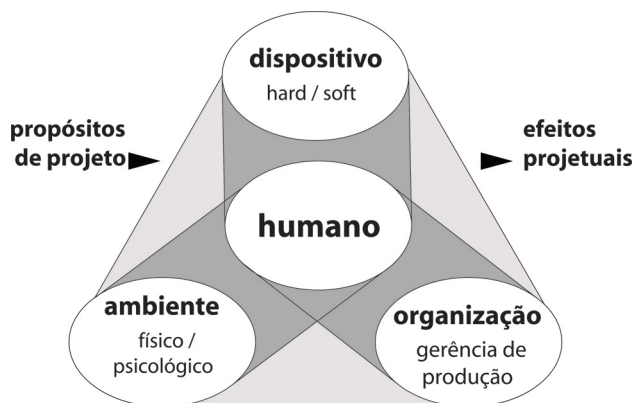 dispositivo
hard / soft
propósitos
de projeto
efeitos
projetuais
humano
ambiente
físico /
psicológico
organização
gerência de
produção